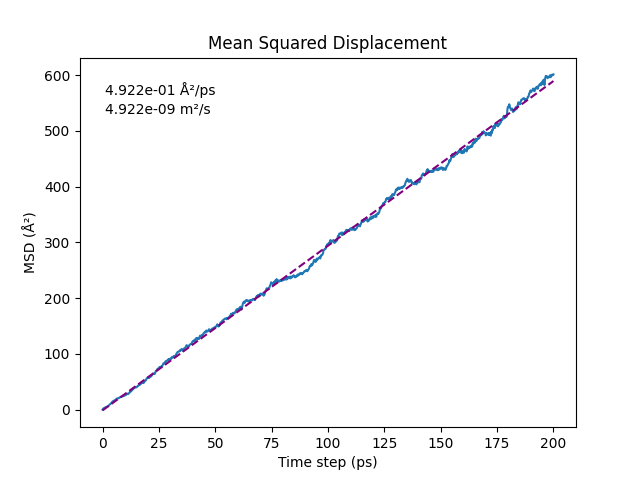 Mean Squared Displacement
4.922e-01 Å²/ps
4.922e-09 m²/s
MSD (Å²)
600
500
400
300
200
100
0
0 25 50 75 100 125 150 175 200
Time step (ps)